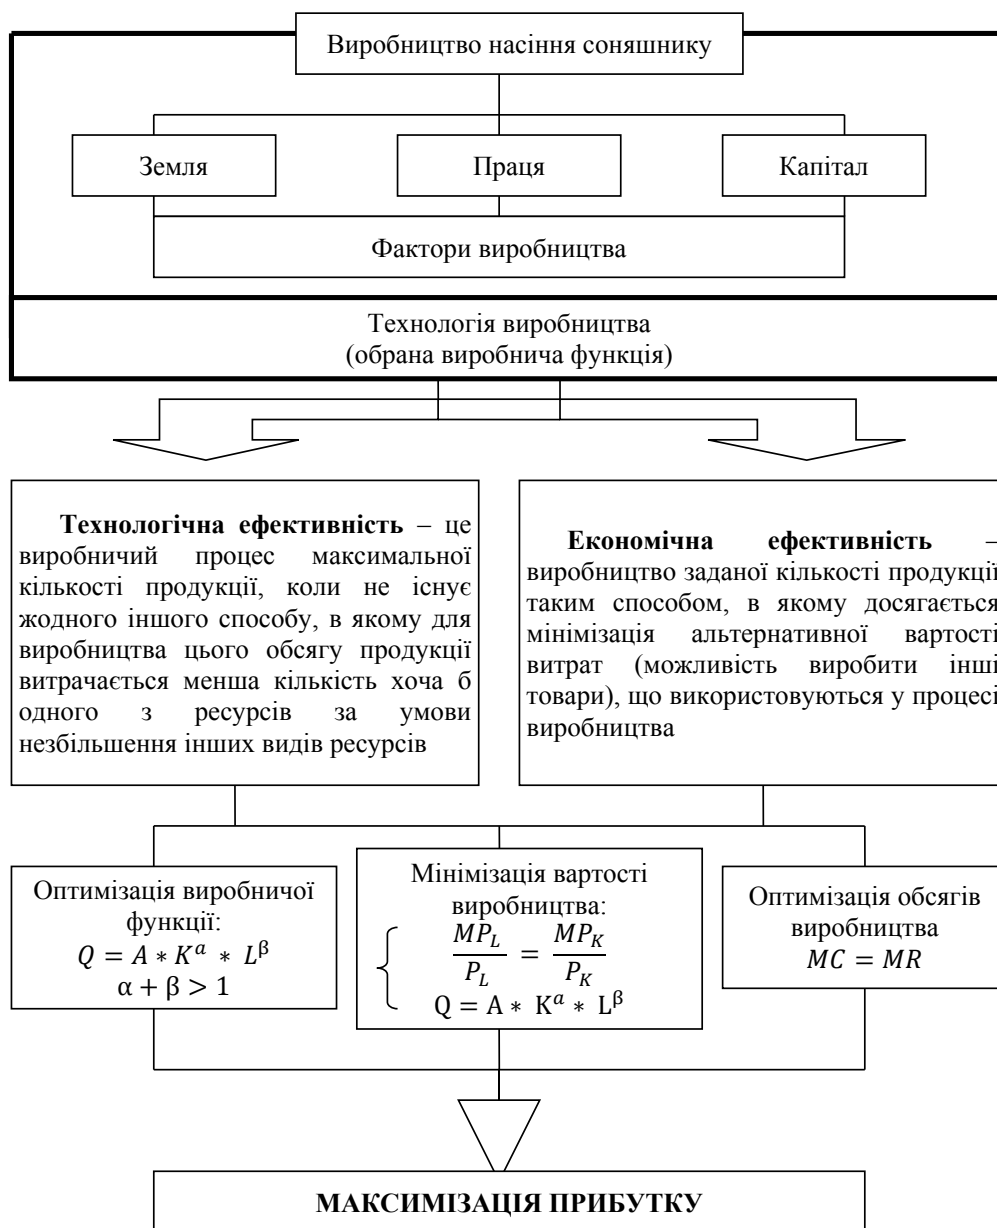 Виробництво насіння соняшнику
Земля
Праця
Капітал
Фактори виробництва
Технологія виробництва
(обрана виробнича функція)
Технологічна ефективність – це
виробничий процес максимальної
кількості продукції, коли не існує
жодного іншого способу, в якому для
виробництва цього обсягу продукції
витрачається менша кількість хоча б
одного з ресурсів за умови
незбільшення інших видів ресурсів
Економічна ефективність –
виробництво заданої кількості продукції
таким способом, в якому досягається
мінімізація альтернативної вартості
витрат (можливість виробити інші
товари), що використовуються у процесі
виробництва
Оптимізація виробничої
функції:
Q = A ∗ K^a ∗ L^β
α + β > 1
Мінімізація вартості
виробництва:
MP_L / P_L = MP_K / P_K
Q = A ∗ K^a ∗ L^β
Оптимізація обсягів
виробництва
MC = MR
МАКСИМІЗАЦІЯ ПРИБУТКУ